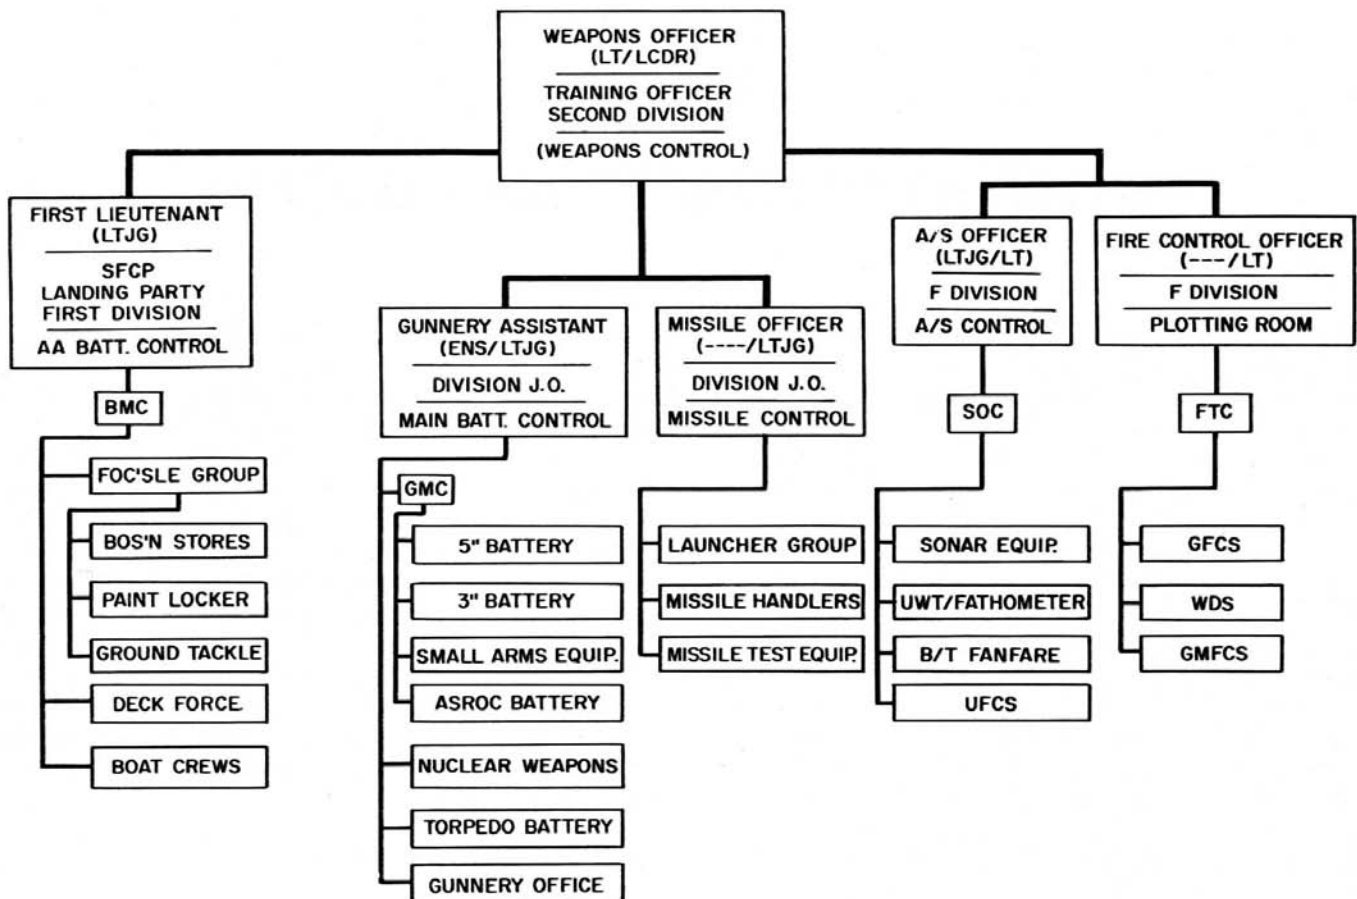 WEAPONS OFFICER
(LT/LCDR)
TRAINING OFFICER
SECOND DIVISION
(WEAPONS CONTROL)
FIRST LIEUTENANT
(LTJG)
SFCP
LANDING PARTY
FIRST DIVISION
AA BATT. CONTROL
BMC
FOC'SLE GROUP
BOS'N STORES
PAINT LOCKER
GROUND TACKLE
DECK FORCE
BOAT CREWS
GUNNERY ASSISTANT
(ENS/LTJG)
DIVISION J.O.
MAIN BATT. CONTROL
GMC
5" BATTERY
3" BATTERY
SMALL ARMS EQUIP.
ASROC BATTERY
NUCLEAR WEAPONS
TORPEDO BATTERY
GUNNERY OFFICE
MISSILE OFFICER
(----/LTJG)
DIVISION J.O.
MISSILE CONTROL
LAUNCHER GROUP
MISSILE HANDLERS
MISSILE TEST EQUIP.
A/S OFFICER
(LTJG/LT)
F DIVISION
A/S CONTROL
SOC
SONAR EQUIP.
UWT/FATHOMETER
B/T FANFARE
UFCS
FIRE CONTROL OFFICER
(---/LT)
F DIVISION
PLOTTING ROOM
FTC
GFCS
WDS
GMFCS